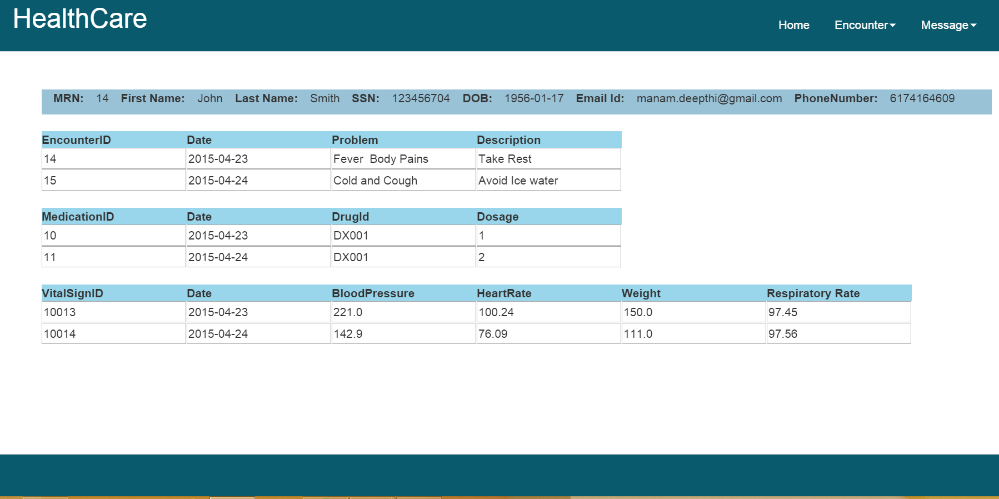 HealthCare
Home Encounter Message
MRN: 14 First Name: John Last Name: Smith SSN: 123456704 DOB: 1956-01-17 Email Id: manam.deepthi@gmail.com PhoneNumber: 6174164609
EncounterID Date Problem Description
14 2015-04-23 Fever  Body Pains Take Rest
15 2015-04-24 Cold and Cough Avoid Ice water
MedicationID Date DrugId Dosage
10 2015-04-23 DX001 1
11 2015-04-24 DX001 2
VitalSignID Date BloodPressure HeartRate Weight Respiratory Rate
10013 2015-04-23 221.0 100.24 150.0 97.45
10014 2015-04-24 142.9 76.09 111.0 97.56